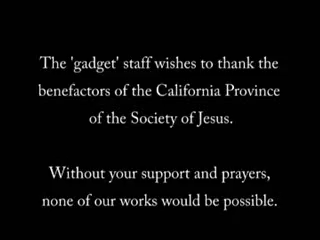 The 'gadget' staff wishes to thank the
benefactors of the California Province
of the Society of Jesus.
Without your support and prayers,
none of our works would be possible.